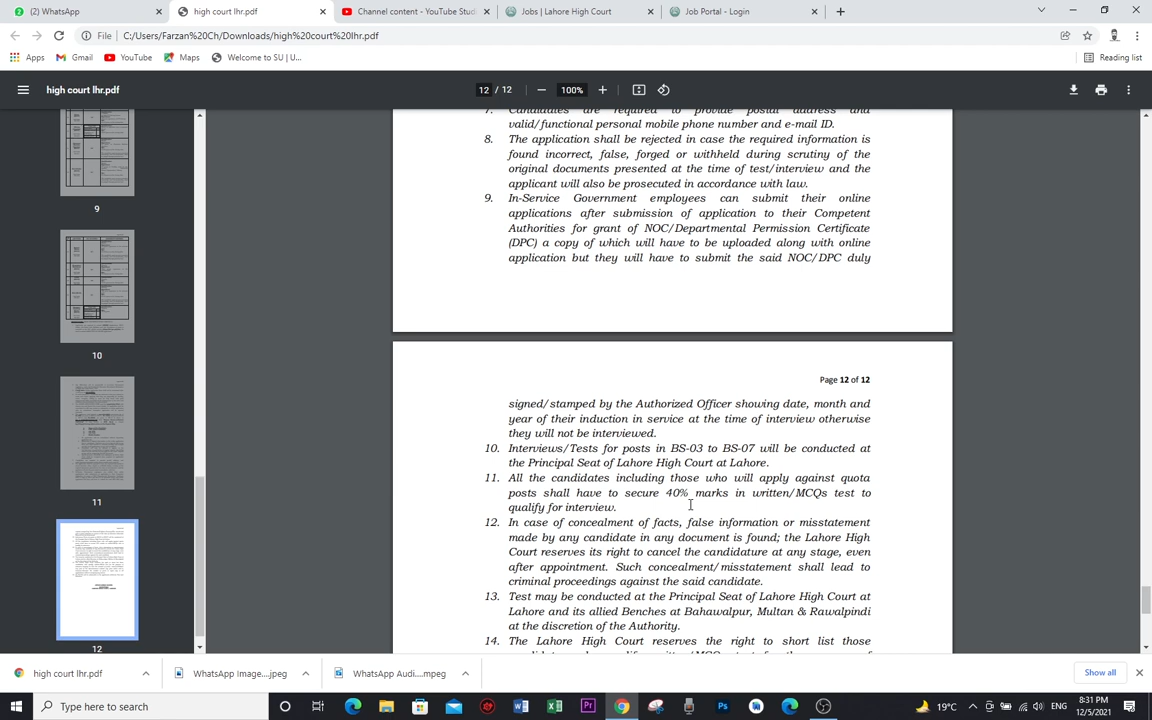 (2) WhatsApp
high court lhr.pdf
Channel content - YouTube Stud
Jobs | Lahore High Court
Job Portal - Login
File
C:/Users/Farzan%20Ch/Downloads/high%20court%20lhr.pdf
Apps
Gmail
YouTube
Maps
Welcome to SU | U...
Reading list
high court lhr.pdf
12 / 12
100%
9
10
11
12
7. Candidates are required to provide postal address and
valid/functional personal mobile phone number and e-mail ID.
8. The application shall be rejected in case the required information is
found incorrect, false, forged or withheld during scrutiny of the
original documents presented at the time of test/interview and the
applicant will also be prosecuted in accordance with law.
9. In-Service Government employees can submit their online
applications after submission of application to their Competent
Authorities for grant of NOC/Departmental Permission Certificate
(DPC) a copy of which will have to be uploaded along with online
application but they will have to submit the said NOC/DPC duly
Page 12 of 12
signed/stamped by the Authorized Officer showing date, month and
year of their induction in service at the time of interview otherwise
they will not be interviewed.
10. Interviews/Tests for posts in BS-03 to BS-07 will be conducted at
the Principal Seat of Lahore High Court at Lahore.
11. All the candidates including those who will apply against quota
posts shall have to secure 40% marks in written/MCQs test to
qualify for interview.
12. In case of concealment of facts, false information or misstatement
made by any candidate in any document is found; the Lahore High
Court reserves its right to cancel the candidature at any stage, even
after appointment. Such concealment/misstatement shall lead to
criminal proceedings against the said candidate.
13. Test may be conducted at the Principal Seat of Lahore High Court at
Lahore and its allied Benches at Bahawalpur, Multan & Rawalpindi
at the discretion of the Authority.
14. The Lahore High Court reserves the right to short list those
high court lhr.pdf
WhatsApp Image....jpeg
WhatsApp Audi....mpeg
Show all
Type here to search
19°C
ENG
8:31 PM
12/5/2021